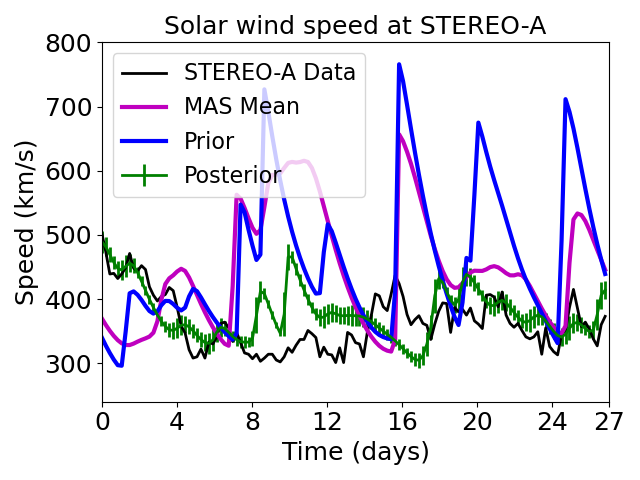 Solar wind speed at STEREO-A
800
700
600
500
400
300
Speed (km/s)
STEREO-A Data
MAS Mean
Prior
Posterior
0 4 8 12 16 20 24 27
Time (days)